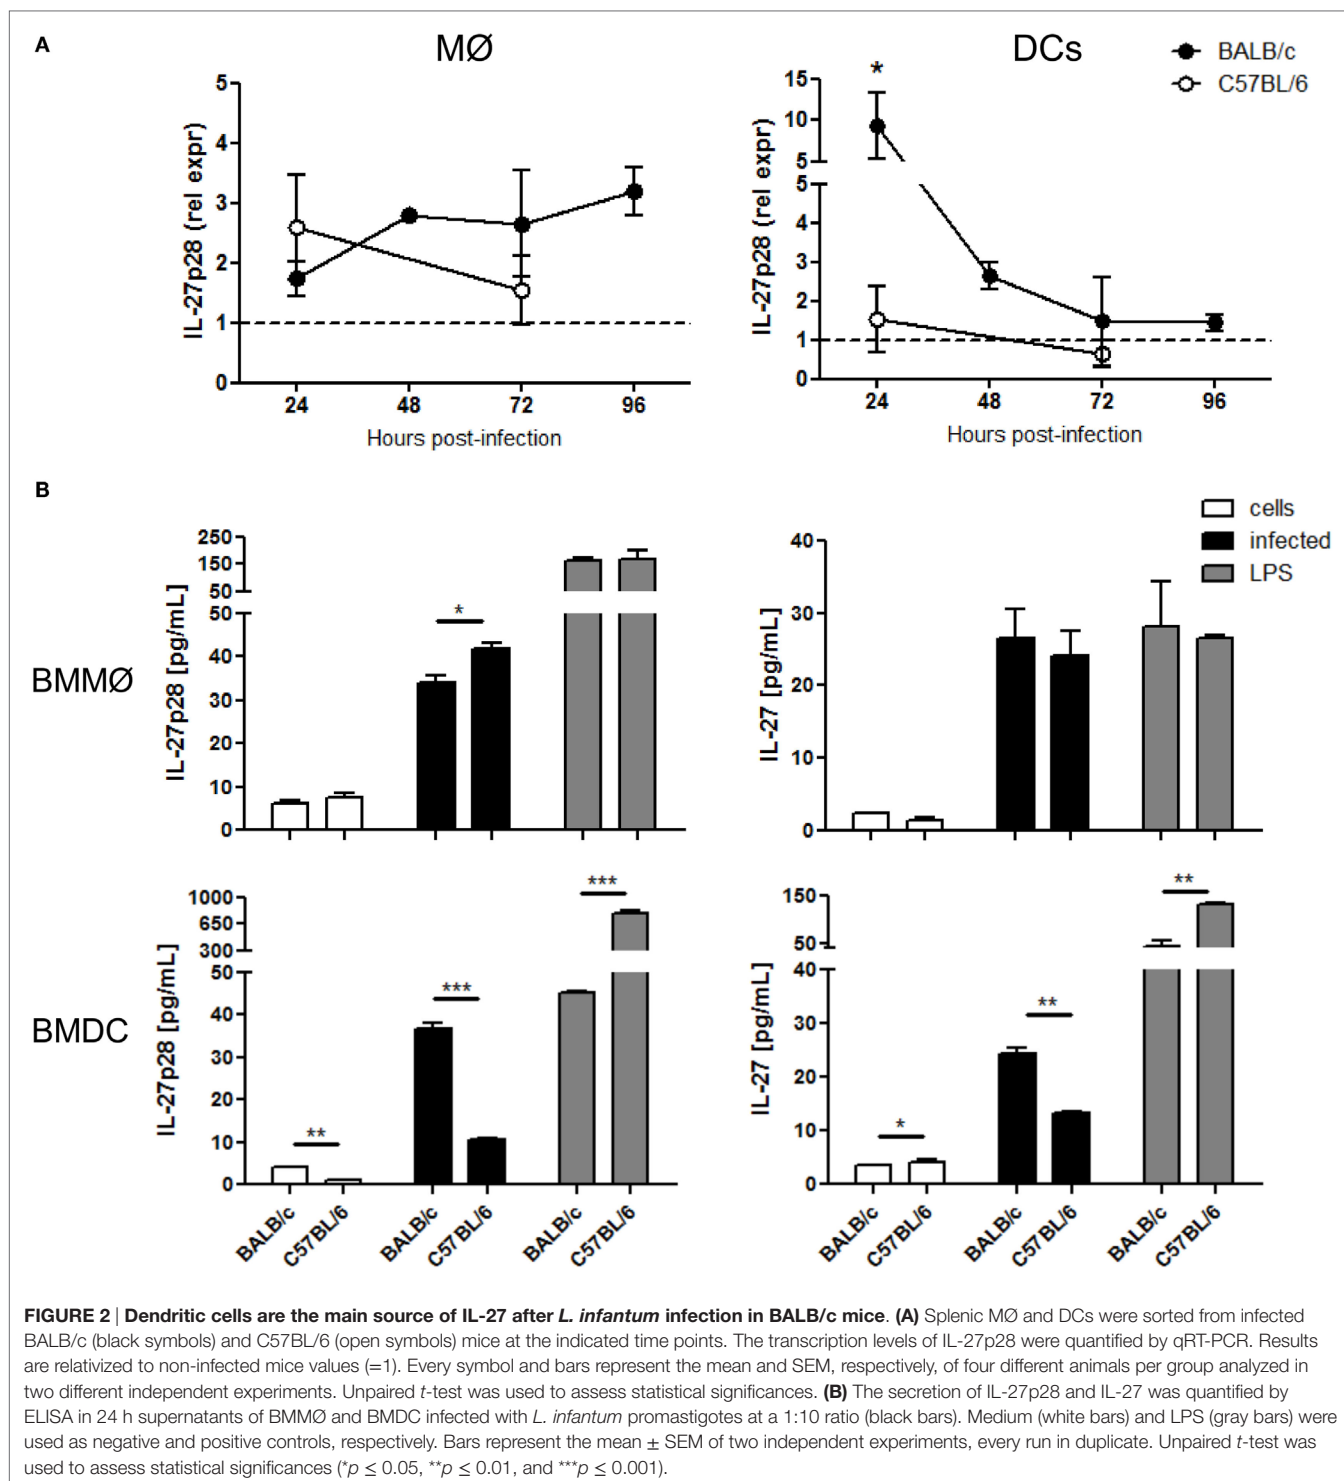 A
MØ
DCs
BALB/c
C57BL/6
IL-27p28 (rel expr)
5
4
3
2
1
0
24
48
72
96
Hours post-infection
*
IL-27p28 (rel expr)
15
10
5
5
4
3
2
1
0
24
48
72
96
Hours post-infection
B
cells
infected
LPS
BMMØ
IL-27p28 [pg/mL]
250
150
50
50
40
30
20
10
0
*
IL-27 [pg/mL]
40
30
20
10
0
BMDC
IL-27p28 [pg/mL]
1000
650
300
50
40
30
20
10
0
**
***
***
BALB/c
C57BL/6
BALB/c
C57BL/6
BALB/c
C57BL/6
IL-27 [pg/mL]
150
50
40
30
20
10
0
*
**
**
BALB/c
C57BL/6
BALB/c
C57BL/6
BALB/c
C57BL/6
FIGURE 2 | Dendritic cells are the main source of IL-27 after L. infantum infection in BALB/c mice. (A) Splenic MØ and DCs were sorted from infected
BALB/c (black symbols) and C57BL/6 (open symbols) mice at the indicated time points. The transcription levels of IL-27p28 were quantified by qRT-PCR. Results
are relativized to non-infected mice values (=1). Every symbol and bars represent the mean and SEM, respectively, of four different animals per group analyzed in
two different independent experiments. Unpaired t-test was used to assess statistical significances. (B) The secretion of IL-27p28 and IL-27 was quantified by
ELISA in 24 h supernatants of BMMØ and BMDC infected with L. infantum promastigotes at a 1:10 ratio (black bars). Medium (white bars) and LPS (gray bars) were
used as negative and positive controls, respectively. Bars represent the mean ± SEM of two independent experiments, every run in duplicate. Unpaired t-test was
used to assess statistical significances (*p ≤ 0.05, **p ≤ 0.01, and ***p ≤ 0.001).